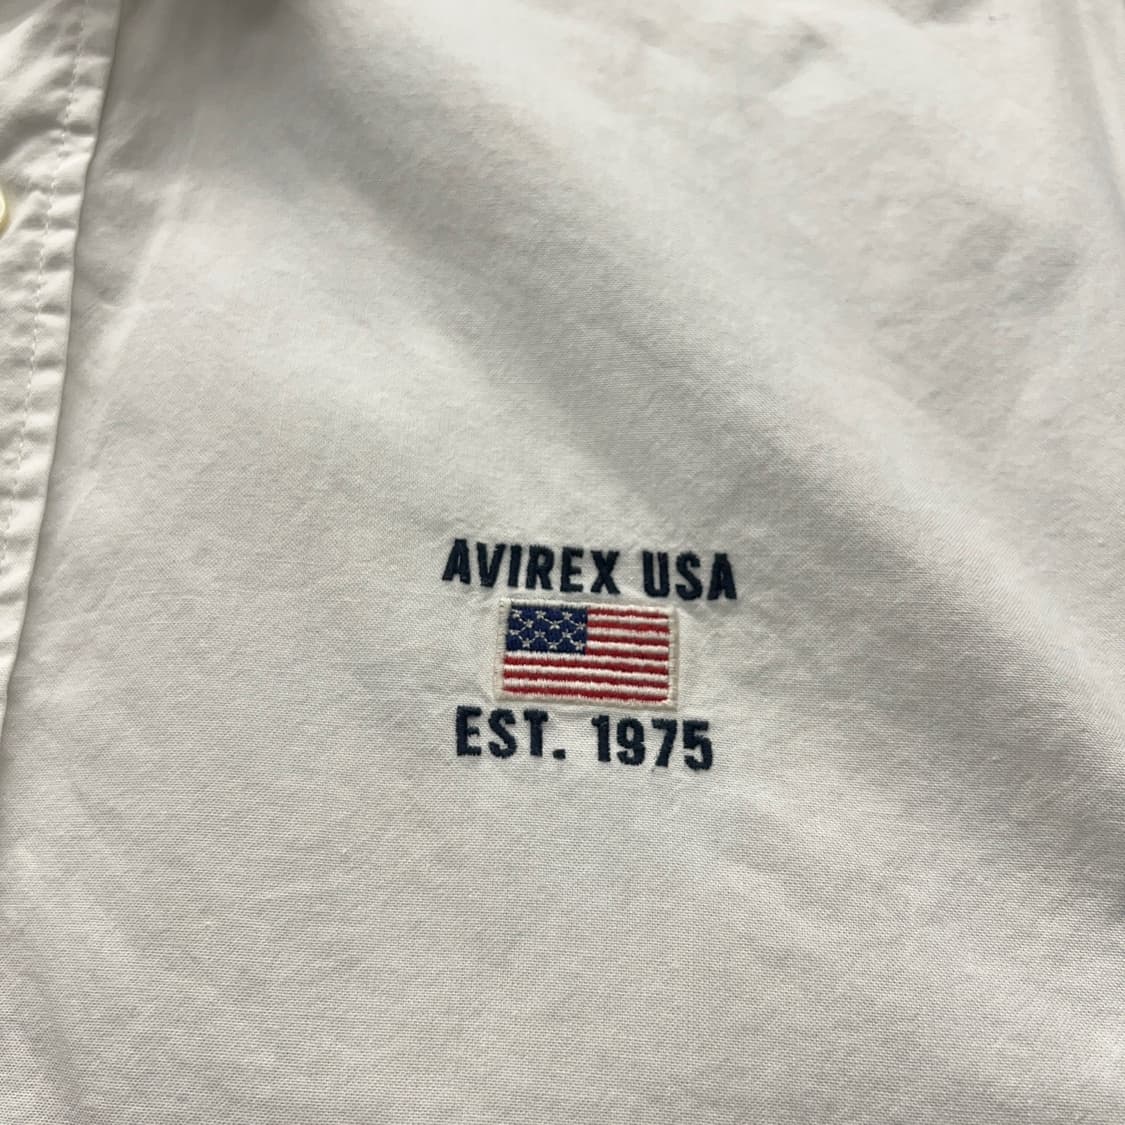 AVIREX USA
EST. 1975